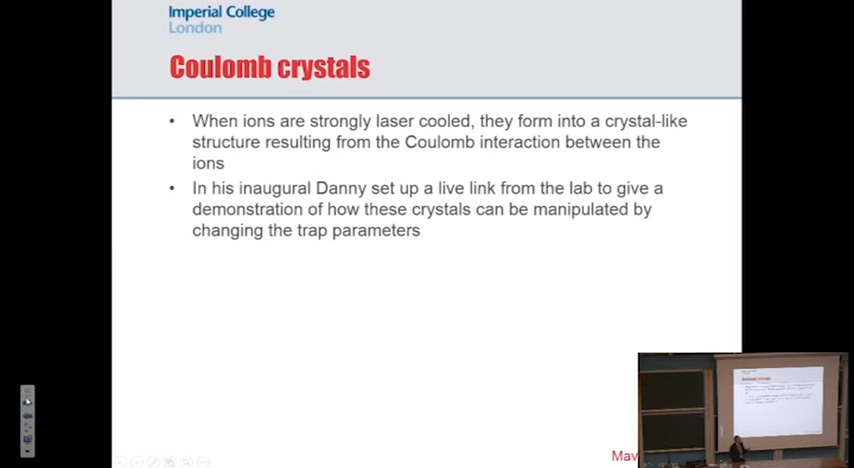 Imperial College
London
Coulomb crystals
• When ions are strongly laser cooled, they form into a crystal-like
structure resulting from the Coulomb interaction between the
ions
• In his inaugural Danny set up a live link from the lab to give a
demonstration of how these crystals can be manipulated by
changing the trap parameters
Coulomb crystals